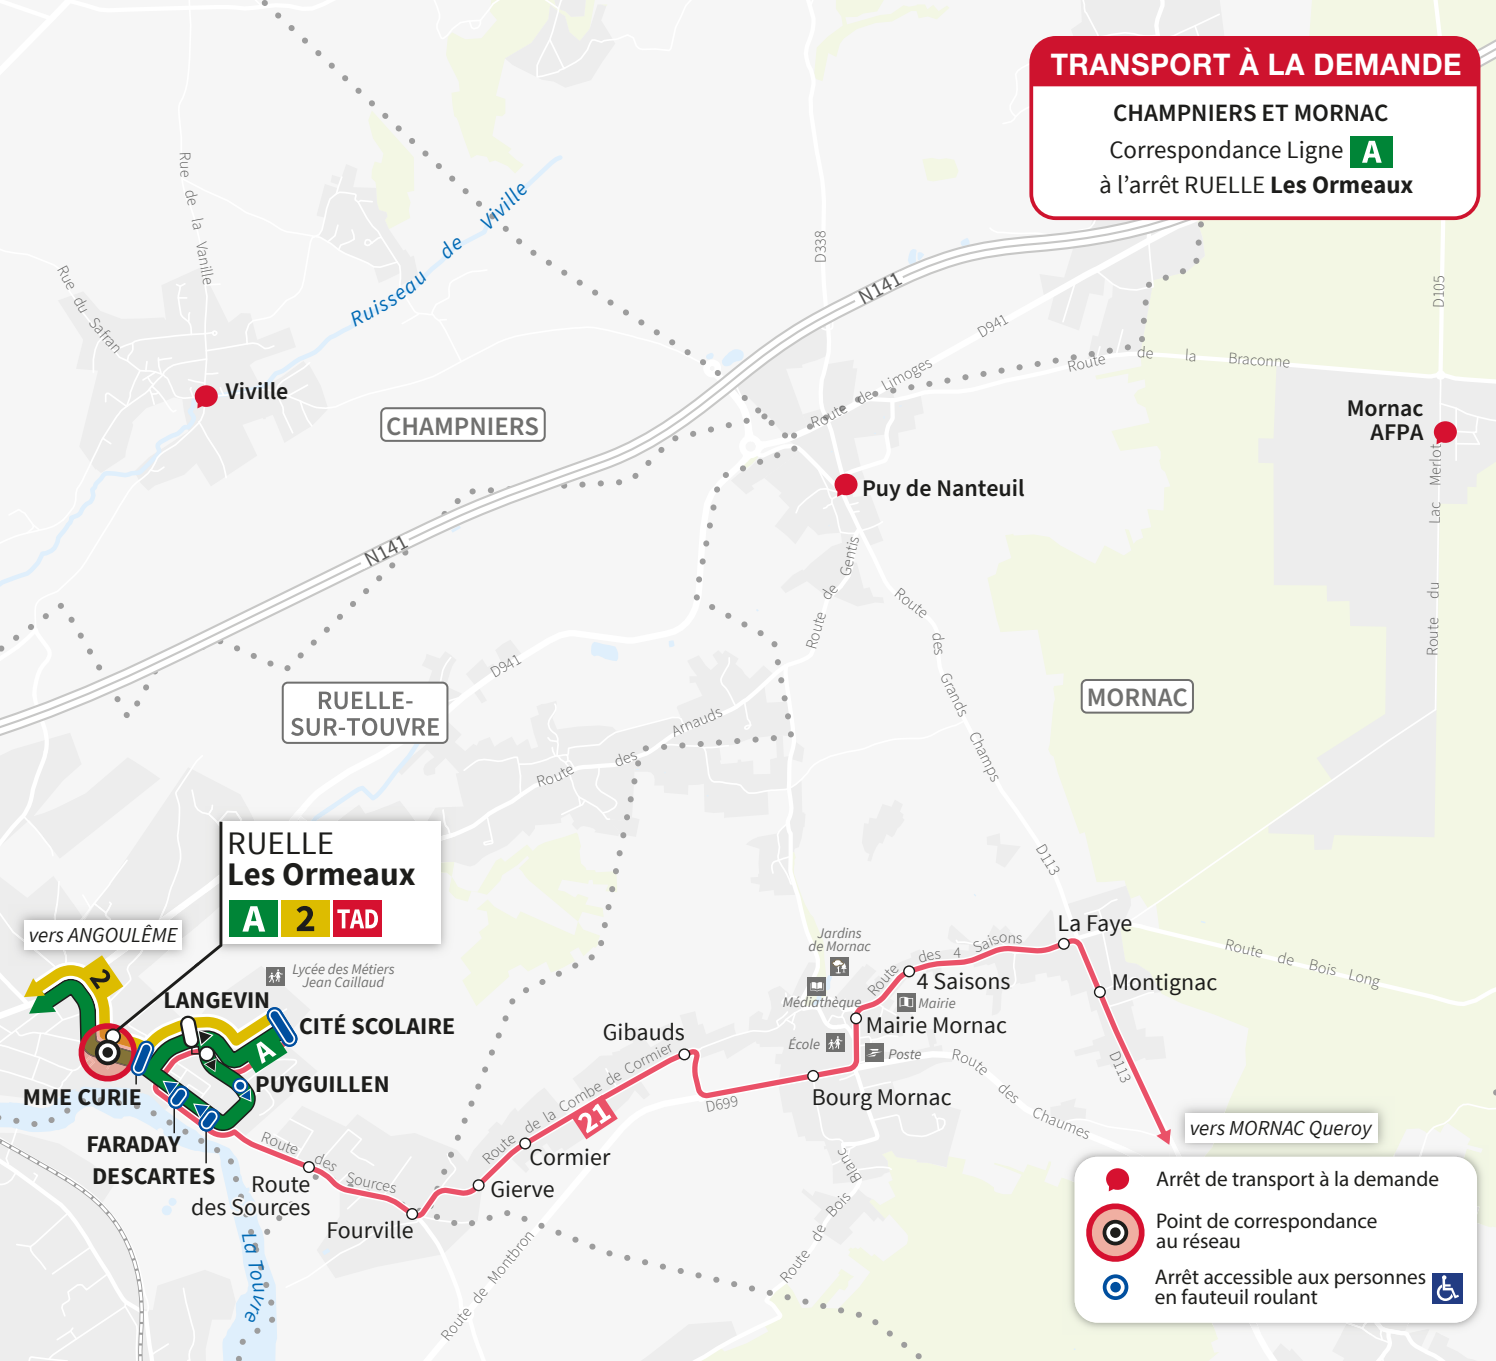 TRANSPORT À LA DEMANDE
CHAMPNIERS ET MORNAC
Correspondance Ligne A
à l'arrêt RUELLE Les Ormeaux
Rue de la Vanille
Rue du Safran
Ruisseau de Viville
Viville
CHAMPNIERS
D338
N141
D941
D105
Route de la Braconne
Route de Limoges
Mornac
AFPA
Puy de Nanteuil
Route du Lac Merlot
N141
Route de Gentis
Route des Grands Champs
D941
RUELLE-
SUR-TOUVRE
MORNAC
Route des Arnauds
D113
RUELLE
Les Ormeaux
A 2 TAD
vers ANGOULÊME
2
Lycée des Métiers
Jean Caillaud
LANGEVIN
CITÉ SCOLAIRE
A
PUYGUILLEN
MME CURIE
FARADAY
DESCARTES
Route des Sources
Route
des Sources
Fourville
Gierve
Cormier
21
Route de la Combe de Cormier
Gibauds
D699
Bourg Mornac
École
Poste
Mairie Mornac
Mairie
Médiathèque
Jardins
de Mornac
Route des 4 Saisons
4 Saisons
La Faye
Montignac
Route de Bois Long
D113
Route des Chaumes
Route de Bois Blanc
Route de Montbron
La Touvre
vers MORNAC Queroy
Arrêt de transport à la demande
Point de correspondance
au réseau
Arrêt accessible aux personnes
en fauteuil roulant